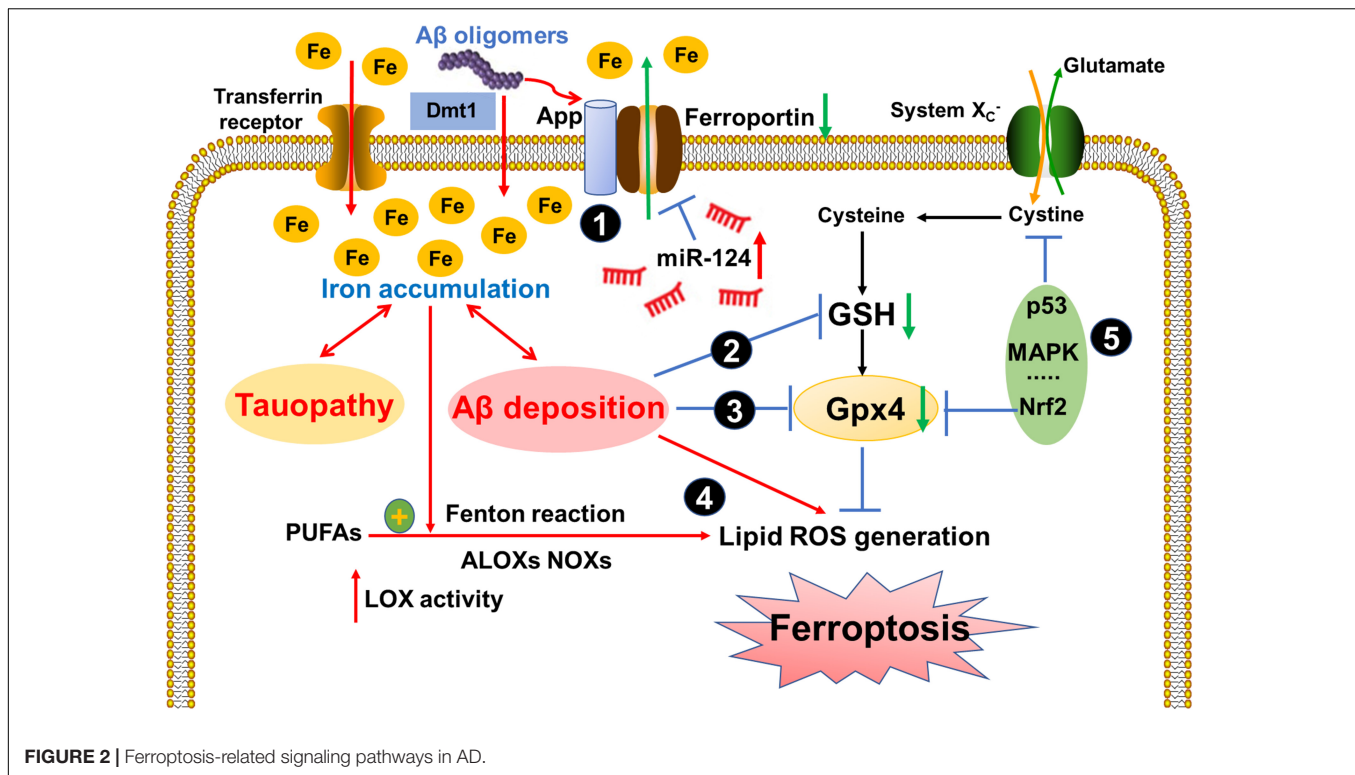 Fe
Fe
Aβ oligomers
Fe
Fe
Glutamate
Transferrin
receptor
Dmt1
App
Ferroportin
System X_C^-
Fe
Fe
Fe
Fe
Fe
Fe
Fe
1
miR-124
Cysteine
Cystine
Iron accumulation
GSH
2
p53
MAPK
.....
Nrf2
5
Tauopathy
Aβ deposition
3
Gpx4
4
+
Fenton reaction
PUFAs
Lipid ROS generation
ALOXs NOXs
LOX activity
Ferroptosis
FIGURE 2 | Ferroptosis-related signaling pathways in AD.